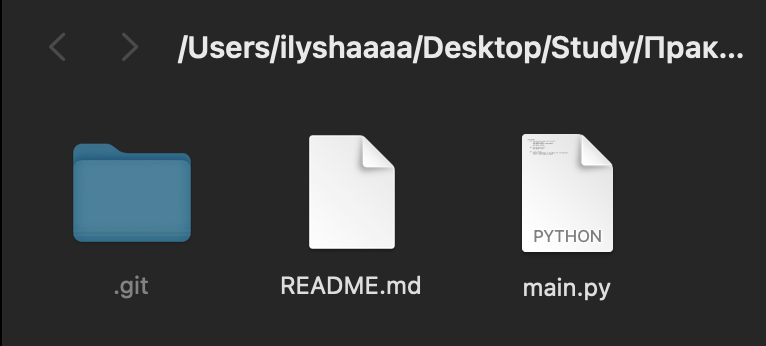 /Users/ilyshaaaa/Desktop/Study/Прак...
PYTHON
.git
README.md
main.py